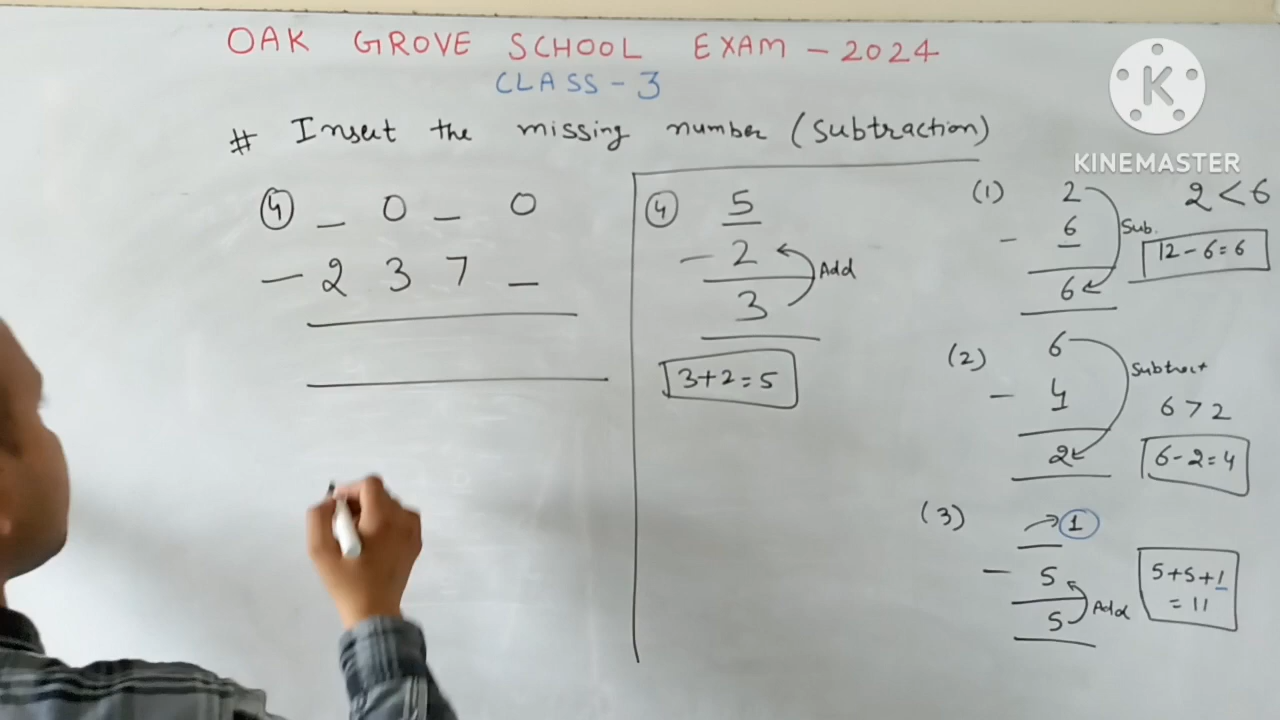 OAK GROVE SCHOOL EXAM - 2024
CLASS - 3
# Insert the missing number (Subtraction)
④ _ 0 _ 0
- 2 3 7 _
④ 5
- 2
3
Add
3+2=5
(1) 2
- 6
6
Sub.
2 < 6
12-6=6
(2) 6
- 4
2
Subtract
6 > 2
6-2=4
(3) _ → ①
- 5
5
Add
5+5+1
= 11
K
KINEMASTER